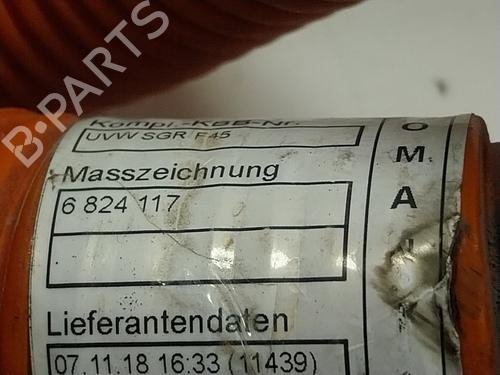 B-PARTS
Kompl.-KBB-Nr.
UVW SGR F45
Masszeichnung
6 824 117
Lieferantendaten
07.11.18 16:33 (11439)
O M A